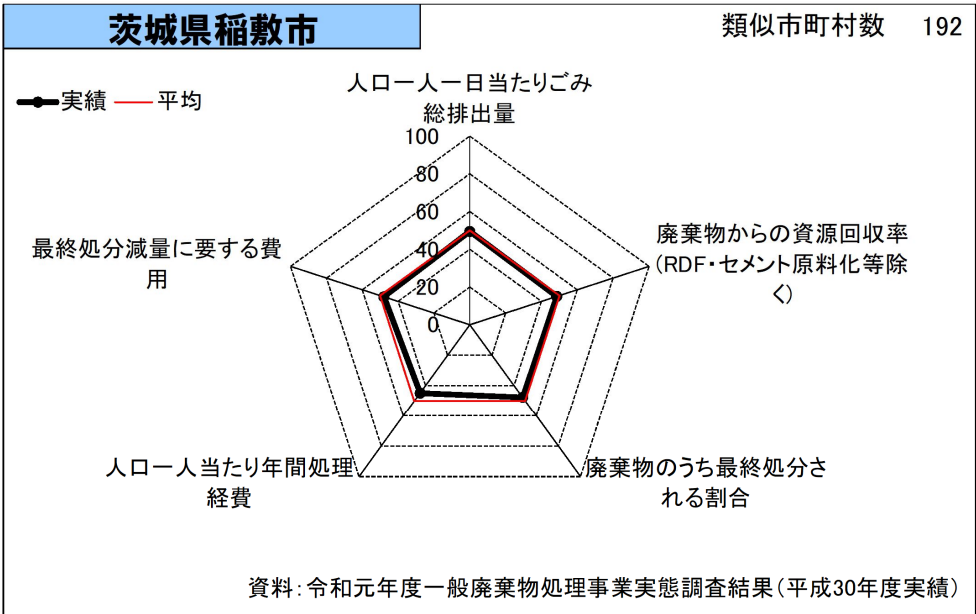 茨城県稲敷市
類似市町村数 192
実績 平均
人口一人一日当たりごみ
総排出量
100
80
60
40
20
0
廃棄物からの資源回収率
(RDF・セメント原料化等除
く)
最終処分減量に要する費
用
人口一人当たり年間処理
経費
廃棄物のうち最終処分さ
れる割合
資料:令和元年度一般廃棄物処理事業実態調査結果(平成30年度実績)